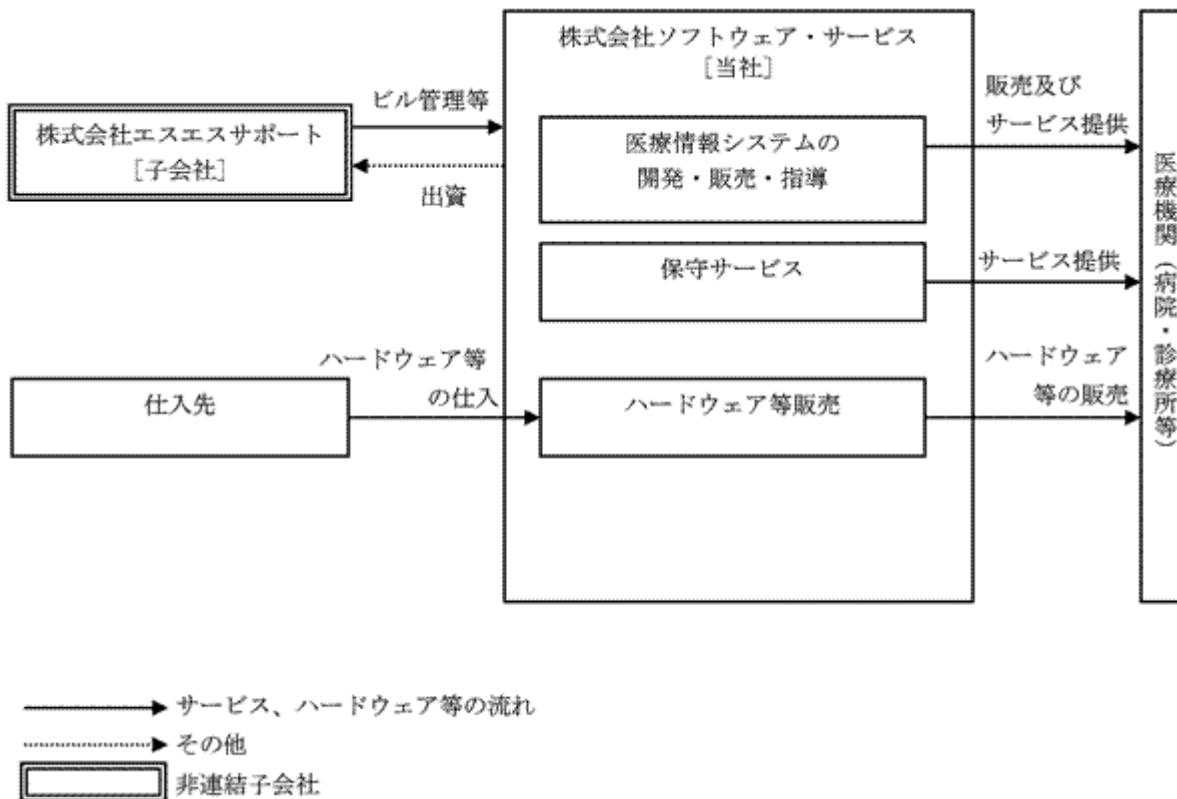 株式会社ソフトウェア・サービス
［当社］
ビル管理等
株式会社エスエスサポート
［子会社］
出資
医療情報システムの
開発・販売・指導
販売及び
サービス提供
保守サービス
サービス提供
ハードウェア等
の仕入
仕入先
ハードウェア等販売
ハードウェア
等の販売
医療機関（病院・診療所等）
サービス、ハードウェア等の流れ
その他
非連結子会社